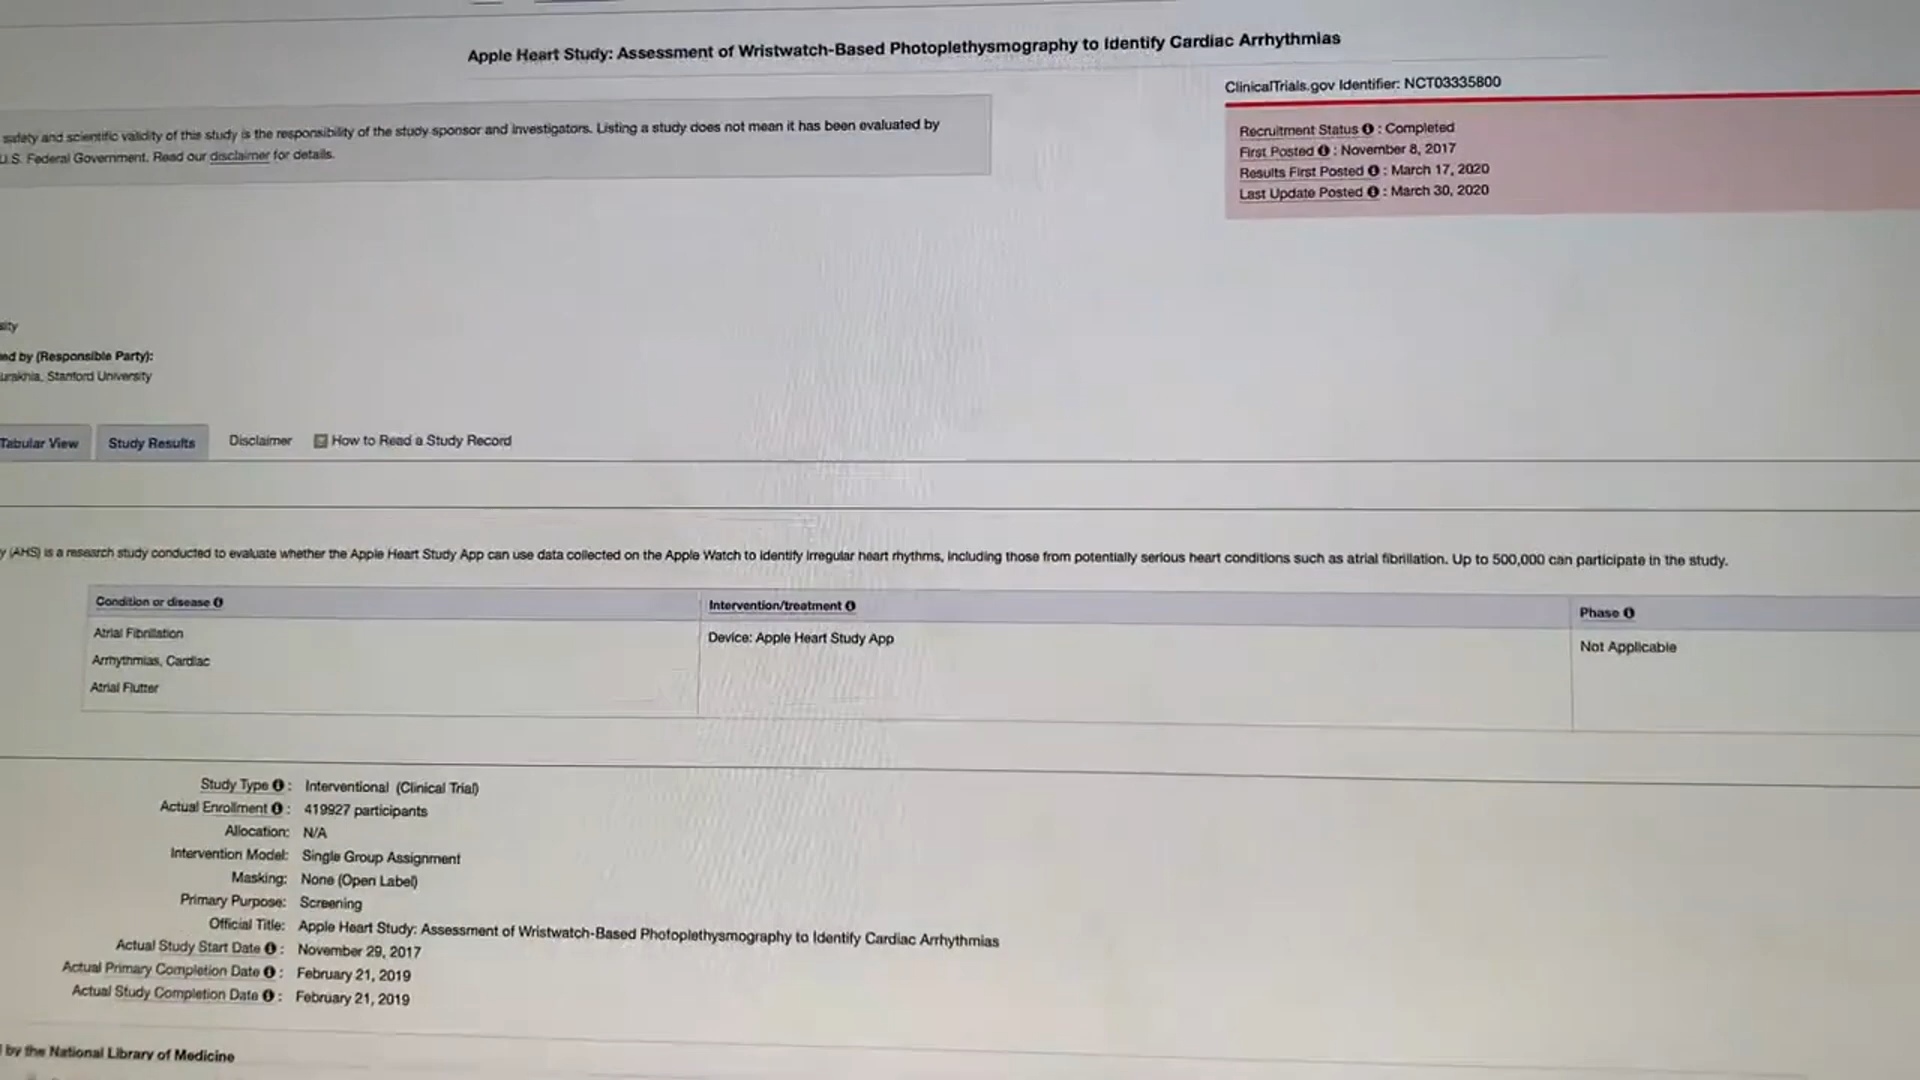 Apple Heart Study: Assessment of Wristwatch-Based Photoplethysmography to Identify Cardiac Arrhythmias
ClinicalTrials.gov Identifier: NCT03335800
safety and scientific validity of this study is the responsibility of the study sponsor and investigators. Listing a study does not mean it has been evaluated by
U.S. Federal Government. Read our disclaimer for details.
Recruitment Status : Completed
First Posted : November 8, 2017
Results First Posted : March 17, 2020
Last Update Posted : March 30, 2020
by (Responsible Party):
Stanford University
Tabular View Study Results Disclaimer How to Read a Study Record
(AHS) is a research study conducted to evaluate whether the Apple Heart Study App can use data collected on the Apple Watch to identify irregular heart rhythms, including those from potentially serious heart conditions such as atrial fibrillation. Up to 500,000 can participate in the study.
Condition or disease Intervention/treatment Phase
Atrial Fibrillation Device: Apple Heart Study App Not Applicable
Arrhythmias, Cardiac
Atrial Flutter
Study Type : Interventional (Clinical Trial)
Actual Enrollment : 419927 participants
Allocation: N/A
Intervention Model: Single Group Assignment
Masking: None (Open Label)
Primary Purpose: Screening
Official Title: Apple Heart Study: Assessment of Wristwatch-Based Photoplethysmography to Identify Cardiac Arrhythmias
Actual Study Start Date : November 29, 2017
Actual Primary Completion Date : February 21, 2019
Actual Study Completion Date : February 21, 2019
by the National Library of Medicine